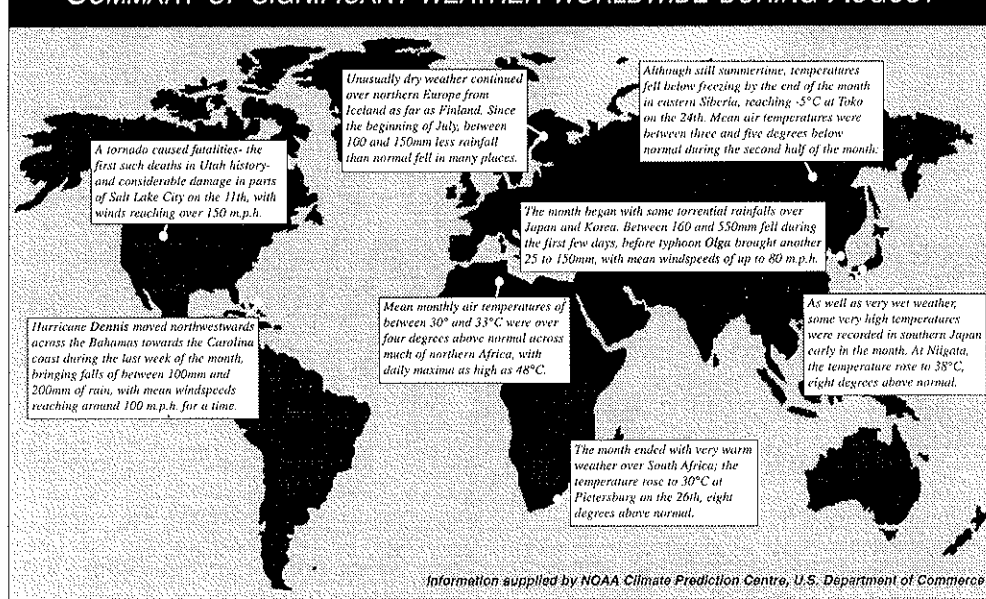 SUMMARY OF SIGNIFICANT WEATHER WORLDWIDE DURING AUGUST
Unusually dry weather continued
over northern Europe from
Iceland as far as Finland. Since
the beginning of July, between
100 and 150mm less rainfall
than normal fell in many places.
Although still summertime, temperatures
fell below freezing by the end of the month
in eastern Siberia, reaching -5°C at Toko
on the 24th. Mean air temperatures were
between three and five degrees below
normal during the second half of the month.
A tornado caused fatalities- the
first such deaths in Utah history-
and considerable damage in parts
of Salt Lake City on the 11th, with
winds reaching over 150 m.p.h.
The month began with some torrential rainfalls over
Japan and Korea. Between 160 and 550mm fell during
the first few days, before typhoon Olga brought another
25 to 150mm, with mean windspeeds of up to 80 m.p.h.
Mean monthly air temperatures of
between 30° and 33°C were over
four degrees above normal across
much of northern Africa, with
daily maxima as high as 48°C.
As well as very wet weather,
some very high temperatures
were recorded in southern Japan
early in the month. At Niigata,
the temperature rose to 38°C,
eight degrees above normal.
Hurricane Dennis moved northwestwards
across the Bahamas towards the Carolina
coast during the last week of the month,
bringing falls of between 100mm and
200mm of rain, with mean windspeeds
reaching around 100 m.p.h. for a time.
The month ended with very warm
weather over South Africa; the
temperature rose to 30°C at
Pietersburg on the 26th, eight
degrees above normal.
Information supplied by NOAA Climate Prediction Centre, U.S. Department of Commerce